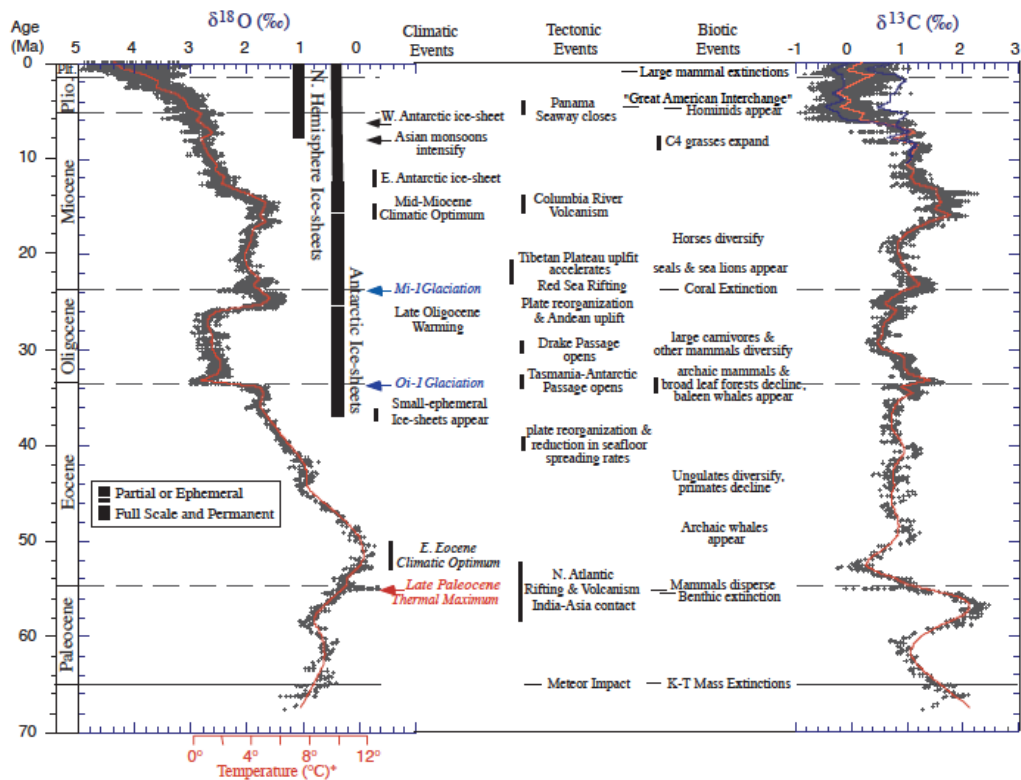 Age
(Ma)
δ18O (‰)
Climatic
Events
Tectonic
Events
Biotic
Events
δ13C (‰)
5 4 3 2 1 0
-1 0 1 2 3
0
10
20
30
40
50
60
70
Plt.
Plio
Miocene
Oligocene
Eocene
Paleocene
N. Hemisphere Ice-sheets
Antarctic Ice-sheets
W. Antarctic ice-sheet
Asian monsoons
intensify
E. Antarctic ice-sheet
Mid-Miocene
Climatic Optimum
Mi-1Glaciation
Late Oligocene
Warming
Oi-1 Glaciation
Small-ephemeral
Ice-sheets appear
E. Eocene
Climatic Optimum
Late Paleocene
Thermal Maximum
Panama
Seaway closes
Columbia River
Volcanism
Tibetan Plateau uplfit
accelerates
Red Sea Rifting
Plate reorganization
& Andean uplift
Drake Passage
opens
Tasmania-Antarctic
Passage opens
plate reorganization &
reduction in seafloor
spreading rates
N. Atlantic
Rifting & Volcanism
India-Asia contact
Meteor Impact
Large mammal extinctions
"Great American Interchange"
Hominids appear
C4 grasses expand
Horses diversify
seals & sea lions appear
Coral Extinction
large carnivores &
other mammals diversify
archaic mammals &
broad leaf forests decline,
baleen whales appear
Ungulates diversify,
primates decline
Archaic whales
appear
Mammals disperse
Benthic extinction
K-T Mass Extinctions
Partial or Ephemeral
Full Scale and Permanent
0° 4° 8° 12°
Temperature (°C)*